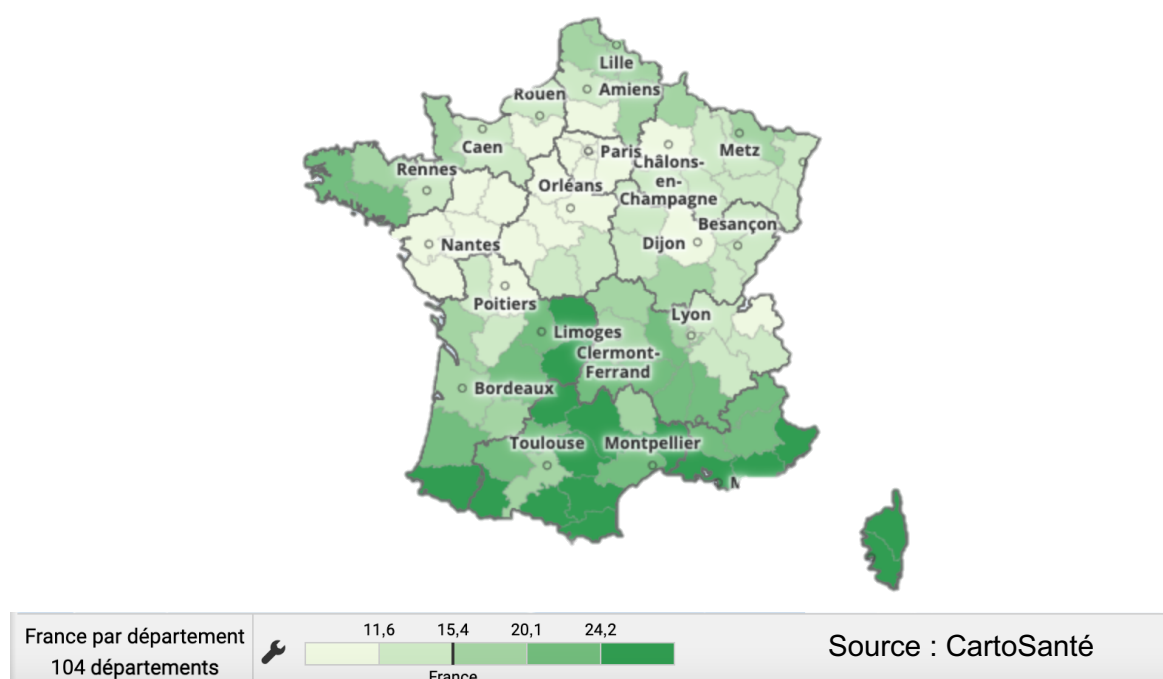 Lille
Amiens
Rouen
Caen
Paris
Metz
Châlons-
en-
Champagne
Rennes
Orléans
Besançon
Dijon
Nantes
Poitiers
Lyon
Limoges
Clermont-
Ferrand
Bordeaux
Toulouse
Montpellier
M
France par département
104 départements
11,6 15,4 20,1 24,2
France
Source : CartoSanté